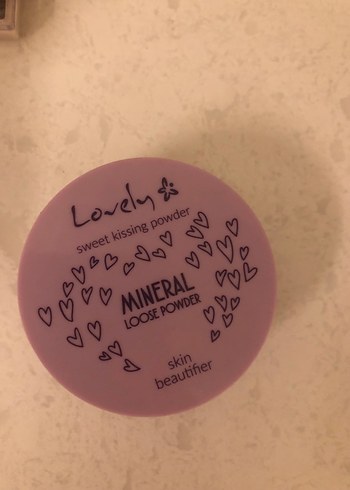 Lovely
sweet kissing powder
MINERAL
LOOSE POWDER
skin
beautifier